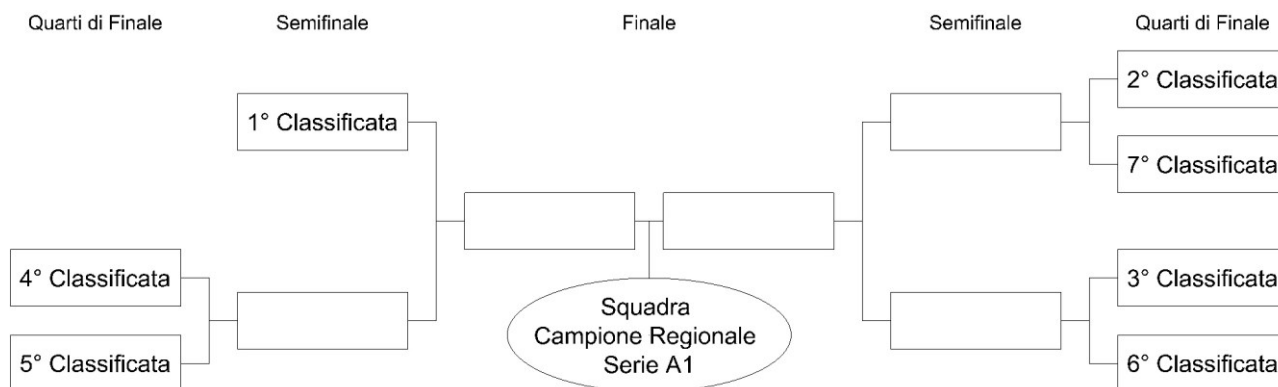 Quarti di Finale
Semifinale
Finale
Semifinale
Quarti di Finale
1° Classificata
2° Classificata
7° Classificata
4° Classificata
5° Classificata
3° Classificata
6° Classificata
Squadra
Campione Regionale
Serie A1